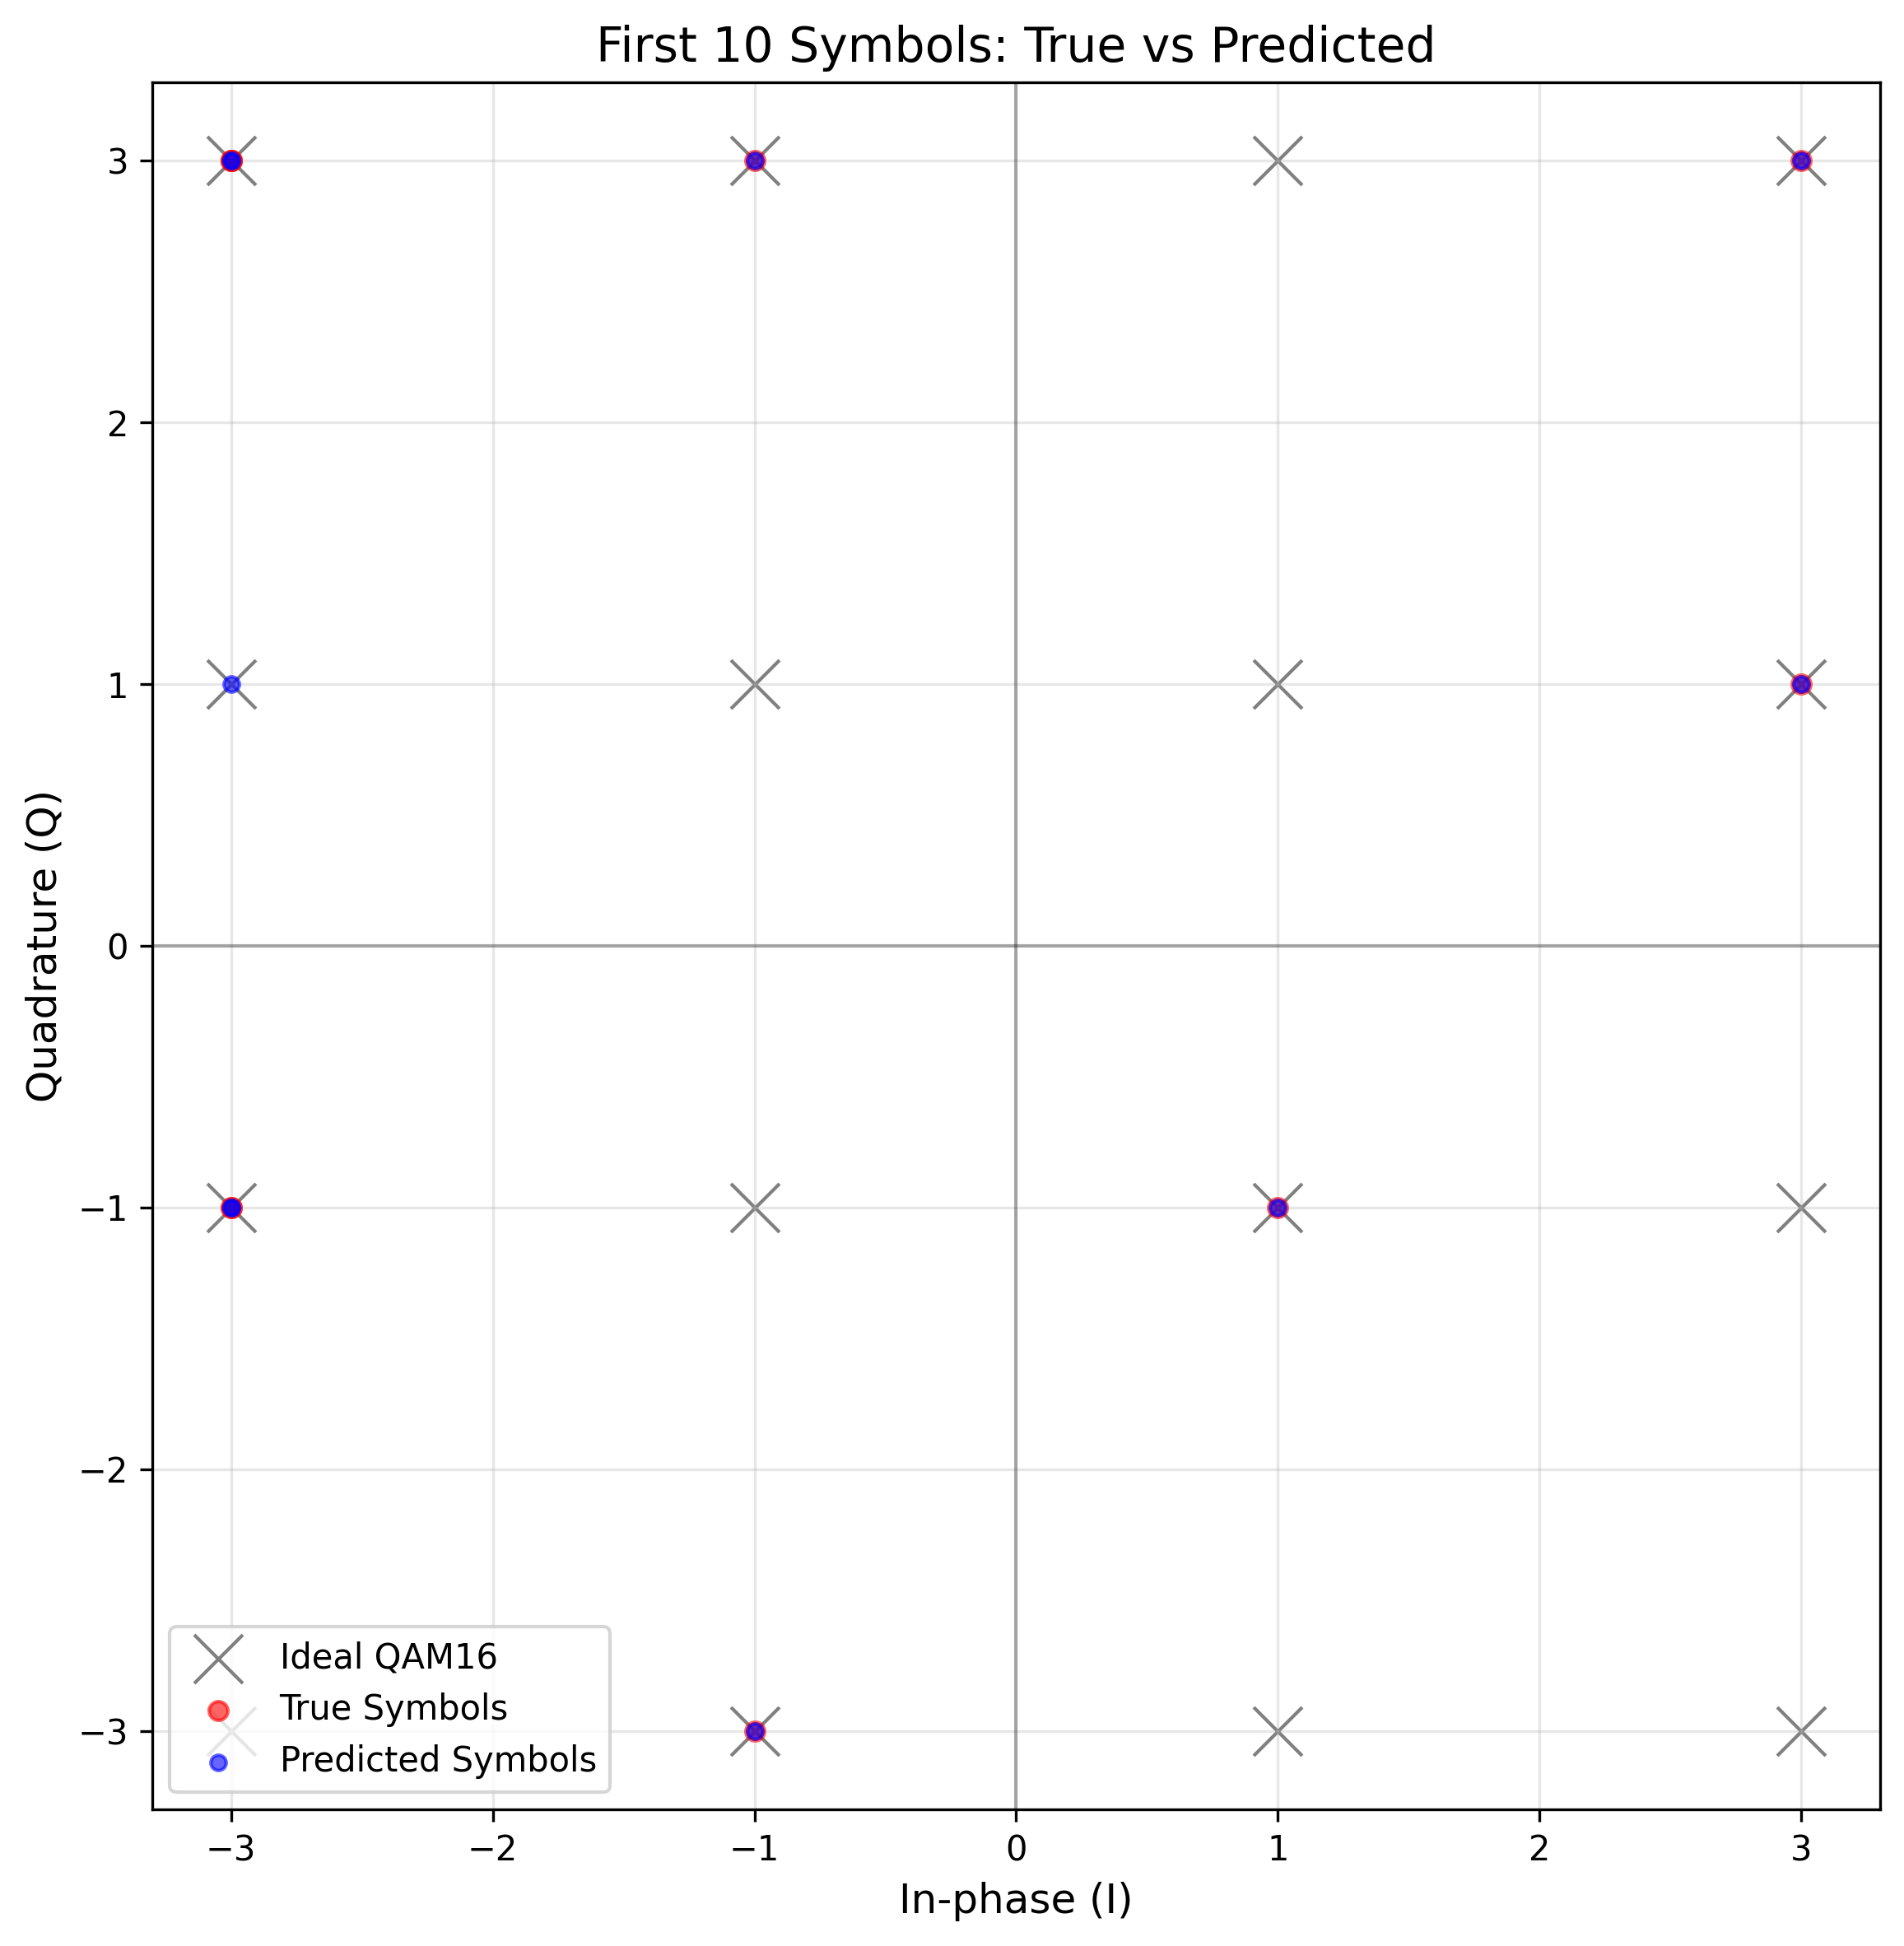 First 10 Symbols: True vs Predicted
3
2
1
0
−1
−2
−3
Quadrature (Q)
Ideal QAM16
True Symbols
Predicted Symbols
−3 −2 −1 0 1 2 3
In-phase (I)